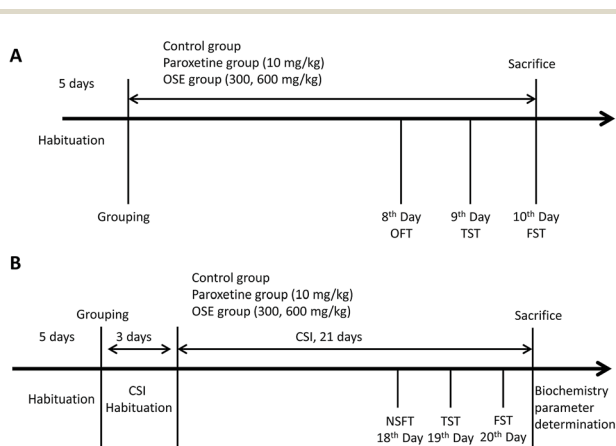 A
Control group
Paroxetine group (10 mg/kg)
OSE group (300, 600 mg/kg)
Sacrifice
5 days
Habituation
Grouping
8th Day
OFT
9th Day
TST
10th Day
FST
B
Control group
Paroxetine group (10 mg/kg)
OSE group (300, 600 mg/kg)
Grouping
Sacrifice
5 days
3 days
CSI, 21 days
Habituation
CSI
Habituation
NSFT
18th Day
TST
19th Day
FST
20th Day
Biochemistry
parameter
determination